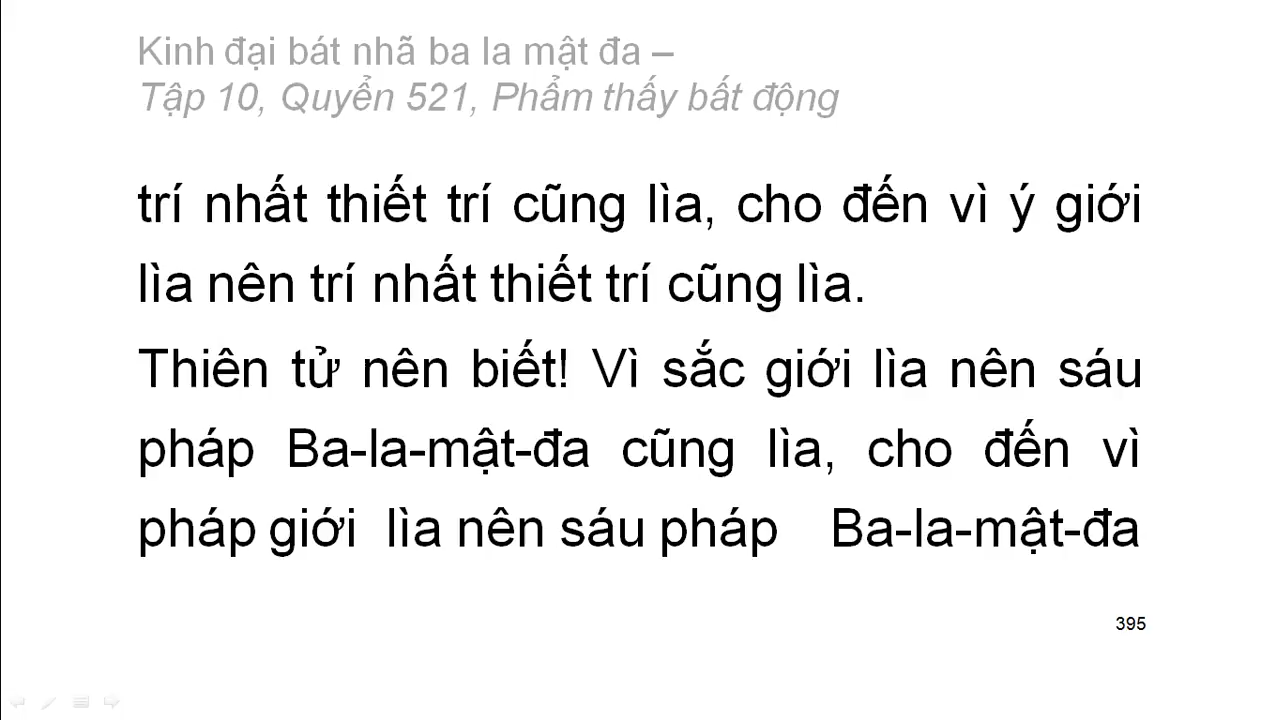 Kinh đại bát nhã ba la mật đa –
Tập 10, Quyển 521, Phẩm thấy bất động
trí nhất thiết trí cũng lìa, cho đến vì ý giới
lìa nên trí nhất thiết trí cũng lìa.
Thiên tử nên biết! Vì sắc giới lìa nên sáu
pháp Ba-la-mật-đa cũng lìa, cho đến vì
pháp giới lìa nên sáu pháp Ba-la-mật-đa
395